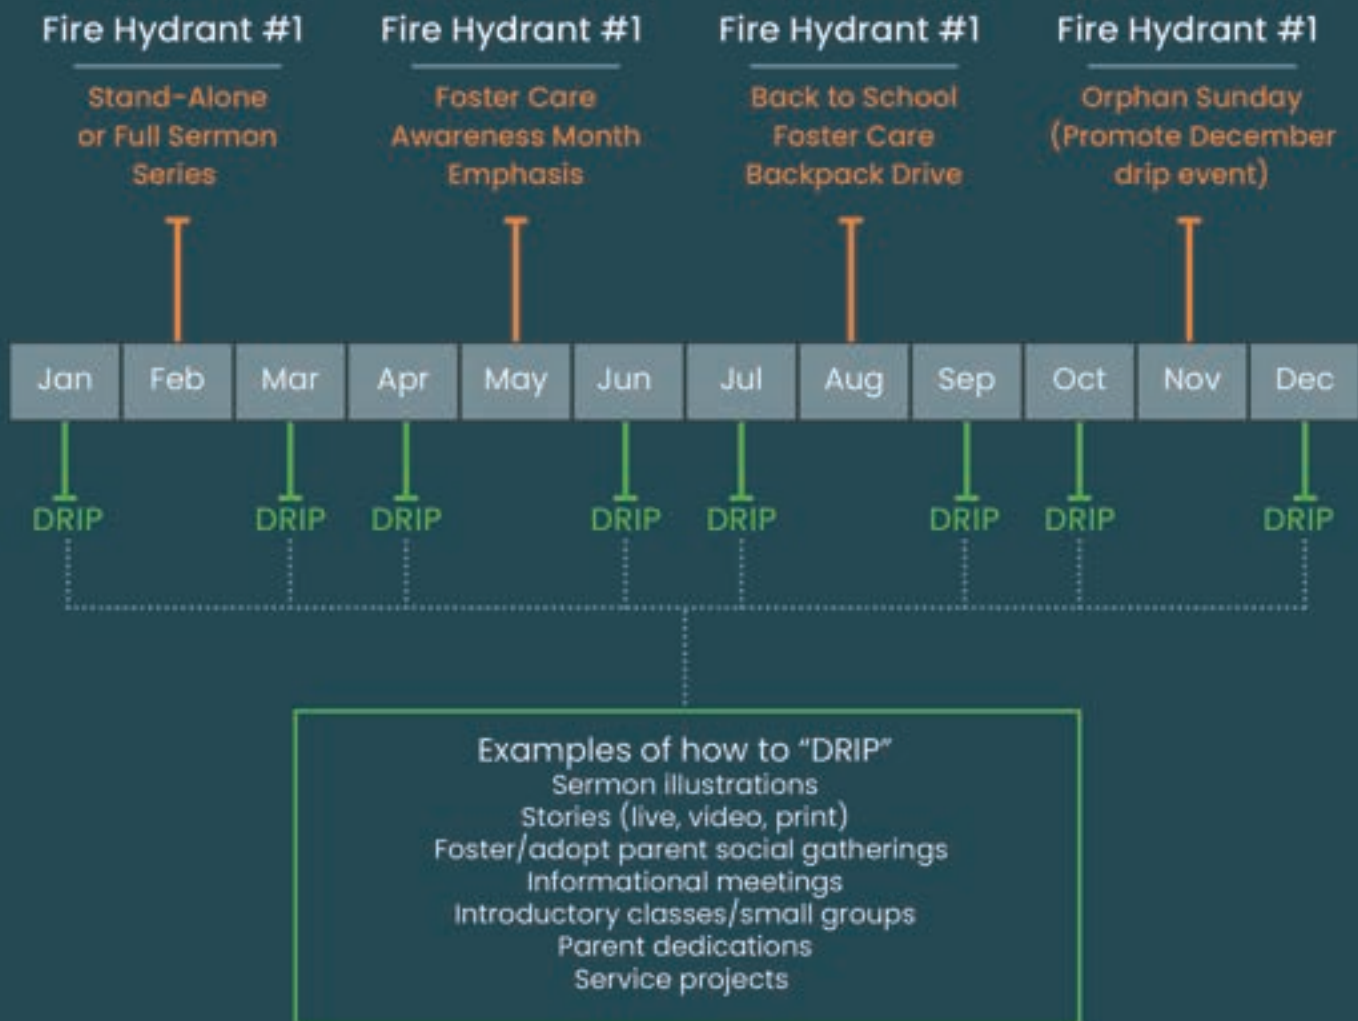 Fire Hydrant #1
Stand-Alone
or Full Sermon
Series
Fire Hydrant #1
Foster Care
Awareness Month
Emphasis
Fire Hydrant #1
Back to School
Foster Care
Backpack Drive
Fire Hydrant #1
Orphan Sunday
(Promote December
drip event)
Jan Feb Mar Apr May Jun Jul Aug Sep Oct Nov Dec
DRIP DRIP DRIP DRIP DRIP DRIP DRIP DRIP
Examples of how to “DRIP”
Sermon illustrations
Stories (live, video, print)
Foster/adopt parent social gatherings
Informational meetings
Introductory classes/small groups
Parent dedications
Service projects